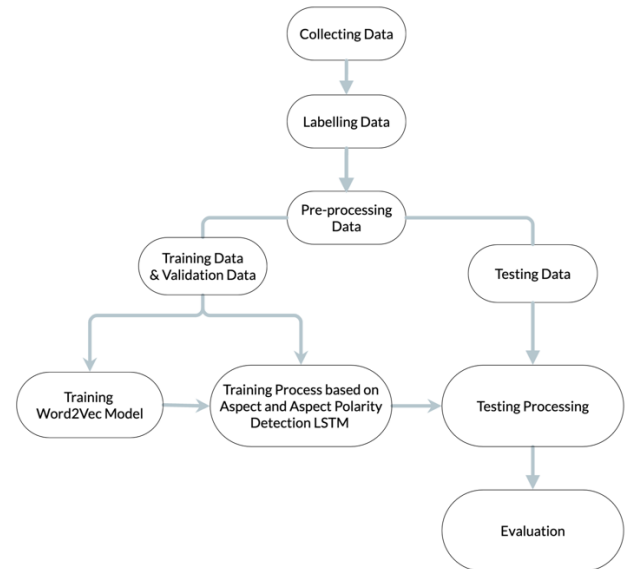 Collecting Data
Labelling Data
Pre-processing
Data
Training Data
& Validation Data
Testing Data
Training
Word2Vec Model
Training Process based on
Aspect and Aspect Polarity
Detection LSTM
Testing Processing
Evaluation